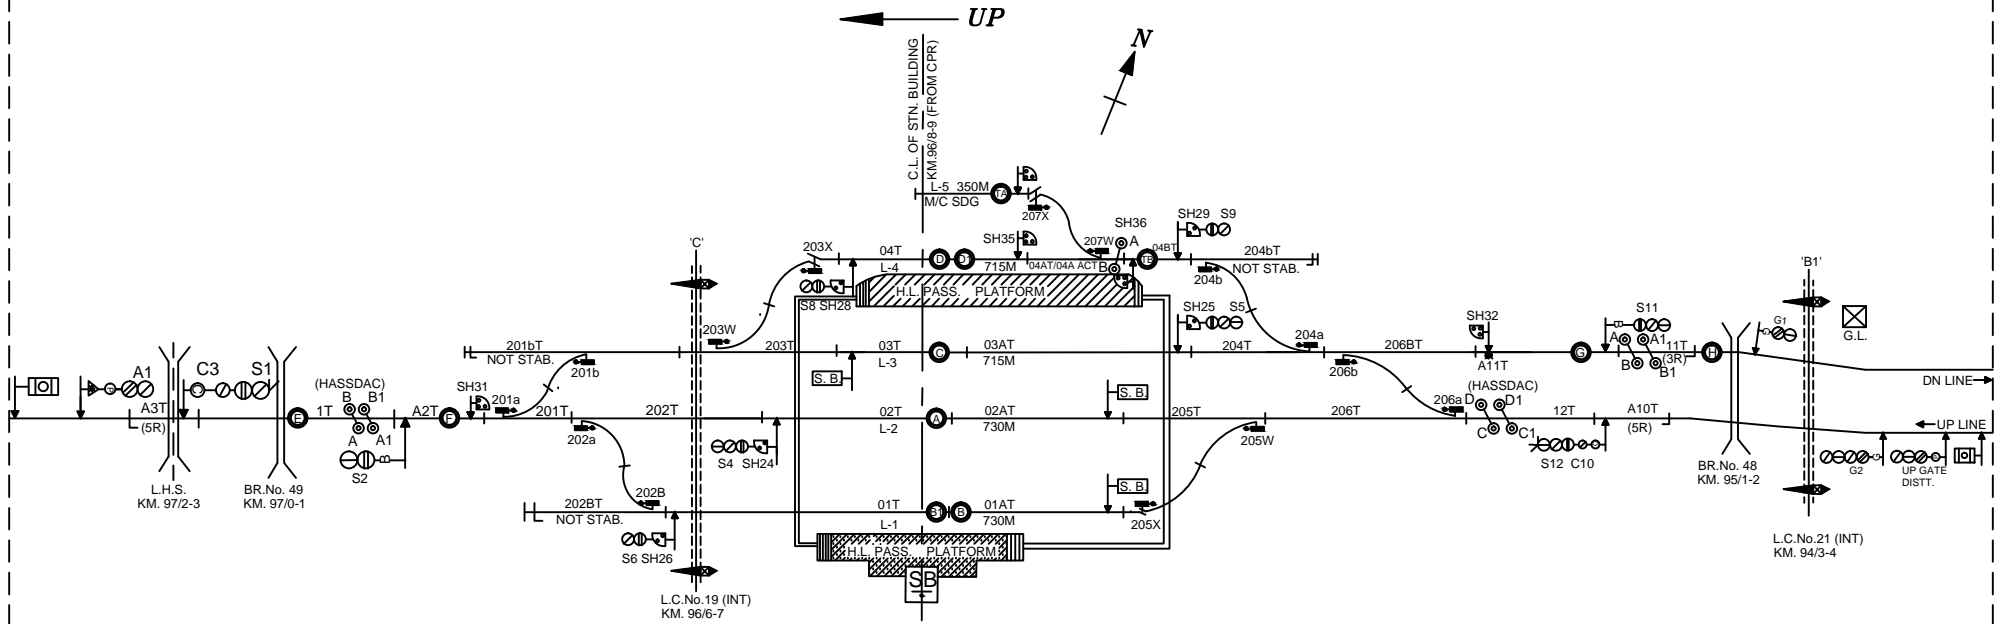 UP
N
C.L. OF STN. BUILDING
KM.96/8-9 (FROM CPR)
L-5 350M
M/C SDG
TA
207X
SH36
A
SH29 S9
203X
04T
SH35
207W
04BT
204bT
'C'
D
D1
TB
'B1'
L-4
715M
04AT/04A ACT
B
NOT STAB.
204b
H.L. PASS. PLATFORM
S8 SH28
SH25 S5
SH32
S11
G1
G.L.
203W
204a
B
A
A1
201bT
203T
03T
C
03AT
204T
206BT
G
11T
H
NOT STAB.
L-3
715M
A11T
(3R)
B
B1
201b
206b
S. B.
A1
C3
S1
(HASSDAC)
B B1
SH31
(HASSDAC)
D D1
DN LINE
S. B.
206a
A3T
E
1T
A2T
F
201a
201T
202T
02T
A
02AT
205T
206T
12T
A10T
(5R)
A
A1
202a
L-2
730M
205W
C
C1
(5R)
UP LINE
B
S2
S4 SH24
S12 C10
G
G2
UP GATE
DISTT.
L.H.S.
KM. 97/2-3
BR.No. 49
KM. 97/0-1
BR.No. 48
KM. 95/1-2
202B
S. B.
202BT
01T
B1
B
01AT
NOT STAB.
L-1
730M
205X
S6 SH26
H.L. PASS. PLATFORM
L.C.No.21 (INT)
KM. 94/3-4
SB
L.C.No.19 (INT)
KM. 96/6-7